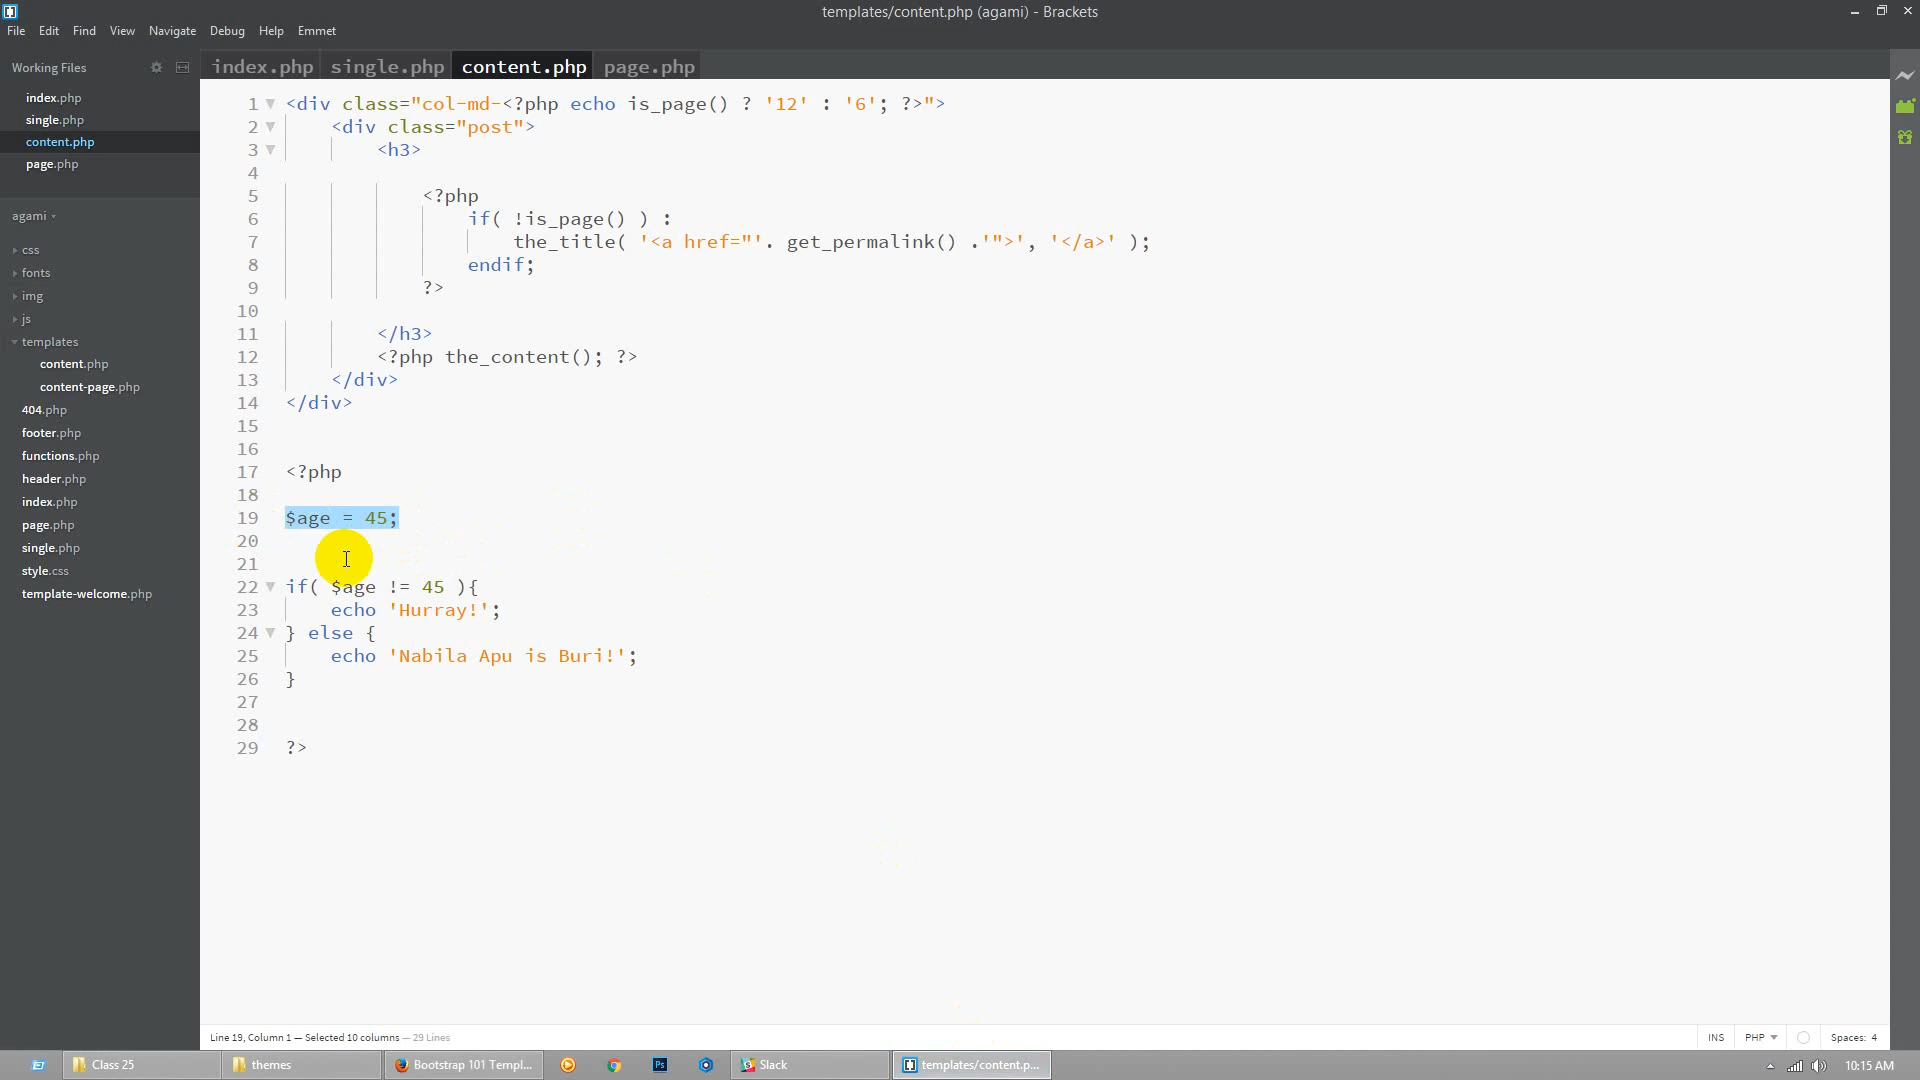 templates/content.php (agami) - Brackets
File Edit Find View Navigate Debug Help Emmet
Working Files
index.php
single.php
content.php
page.php
agami
css
fonts
img
js
templates
content.php
content-page.php
404.php
footer.php
functions.php
header.php
index.php
page.php
single.php
style.css
template-welcome.php
index.php single.php content.php page.php
1 <div class="col-md-<?php echo is_page() ? '12' : '6'; ?>">
2 <div class="post">
3 <h3>
4
5 <?php
6 if( !is_page() ) :
7 the_title( '<a href="'. get_permalink() .'">', '</a>' );
8 endif;
9 ?>
10
11 </h3>
12 <?php the_content(); ?>
13 </div>
14 </div>
15
16
17 <?php
18
19 $age = 45;
20
21
22 if( $age != 45 ){
23 echo 'Hurray!';
24 } else {
25 echo 'Nabila Apu is Buri!';
26 }
27
28
29 ?>
Line 19, Column 1 — Selected 10 columns — 29 Lines
INS PHP Spaces: 4
Class 25 themes Bootstrap 101 Templ... Ps Slack templates/content.p... 10:15 AM